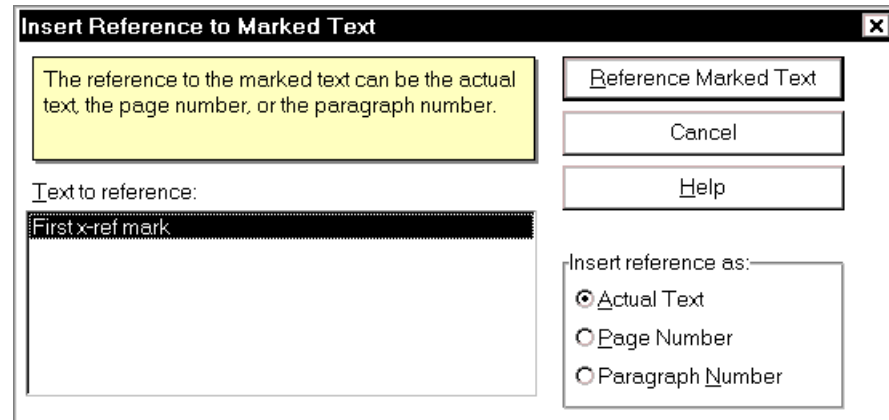 Insert Reference to Marked Text
The reference to the marked text can be the actual
text, the page number, or the paragraph number.
Reference Marked Text
Cancel
Help
Text to reference:
First x-ref mark
Insert reference as:
Actual Text
Page Number
Paragraph Number